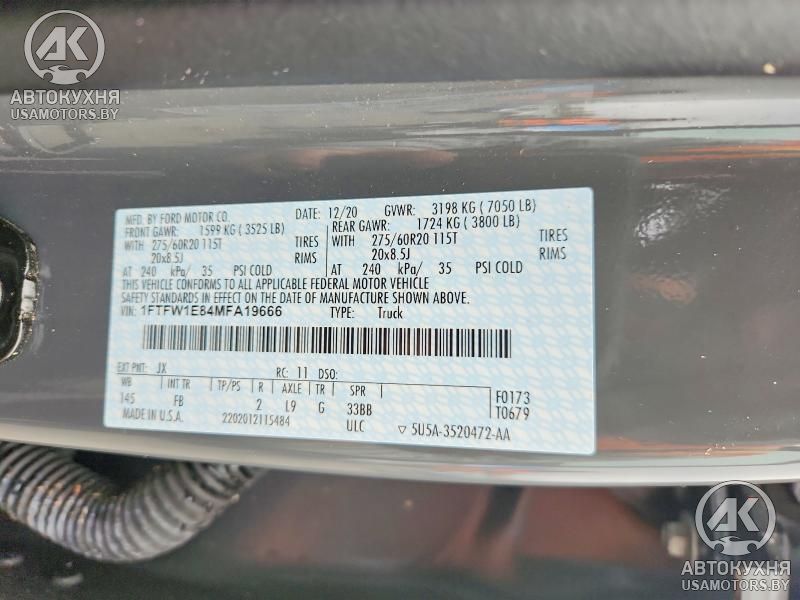 AK
АВТОКУХНЯ
USAMOTORS.BY
MFD. BY FORD MOTOR CO. DATE: 12/20 GVWR: 3198 KG ( 7050 LB)
FRONT GAWR: 1599 KG ( 3525 LB) REAR GAWR: 1724 KG ( 3800 LB)
WITH 275/60R20 115T TIRES WITH 275/60R20 115T TIRES
20x8.5J RIMS 20x8.5J RIMS
AT 240 kPa/ 35 PSI COLD AT 240 kPa/ 35 PSI COLD
THIS VEHICLE CONFORMS TO ALL APPLICABLE FEDERAL MOTOR VEHICLE
SAFETY STANDARDS IN EFFECT ON THE DATE OF MANUFACTURE SHOWN ABOVE.
VIN: 1FTFW1E84MFA19666 TYPE: Truck
EXT PNT: JX RC: 11 DSO:
WB INT TR TP/PS R AXLE TR SPR F0173
145 FB 2 L9 G 33BB T0679
MADE IN U.S.A. 2202012115484 ULC ▽ 5U5A-3520472-AA
AK
АВТОКУХНЯ
USAMOTORS.BY